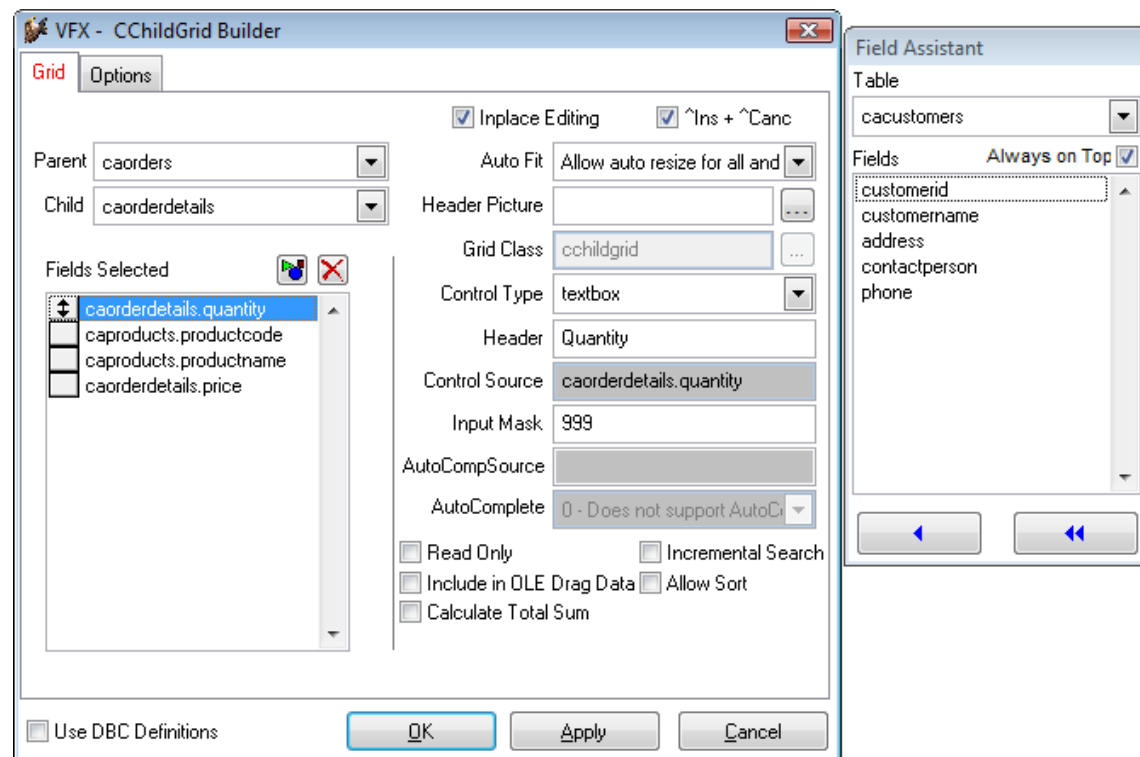 VFX - CChildGrid Builder
Grid
Options
Inplace Editing
^Ins + ^Canc
Parent
caorders
Auto Fit
Allow auto resize for all and
Child
caorderdetails
Header Picture
...
Grid Class
cchildgrid
...
Fields Selected
Control Type
textbox
caorderdetails.quantity
caproducts.productcode
caproducts.productname
caorderdetails.price
Header
Quantity
Control Source
caorderdetails.quantity
Input Mask
999
AutoCompSource
AutoComplete
0 - Does not support AutoC
Read Only
Incremental Search
Include in OLE Drag Data
Allow Sort
Calculate Total Sum
Use DBC Definitions
OK
Apply
Cancel
Field Assistant
Table
cacustomers
Fields
Always on Top
customerid
customername
address
contactperson
phone